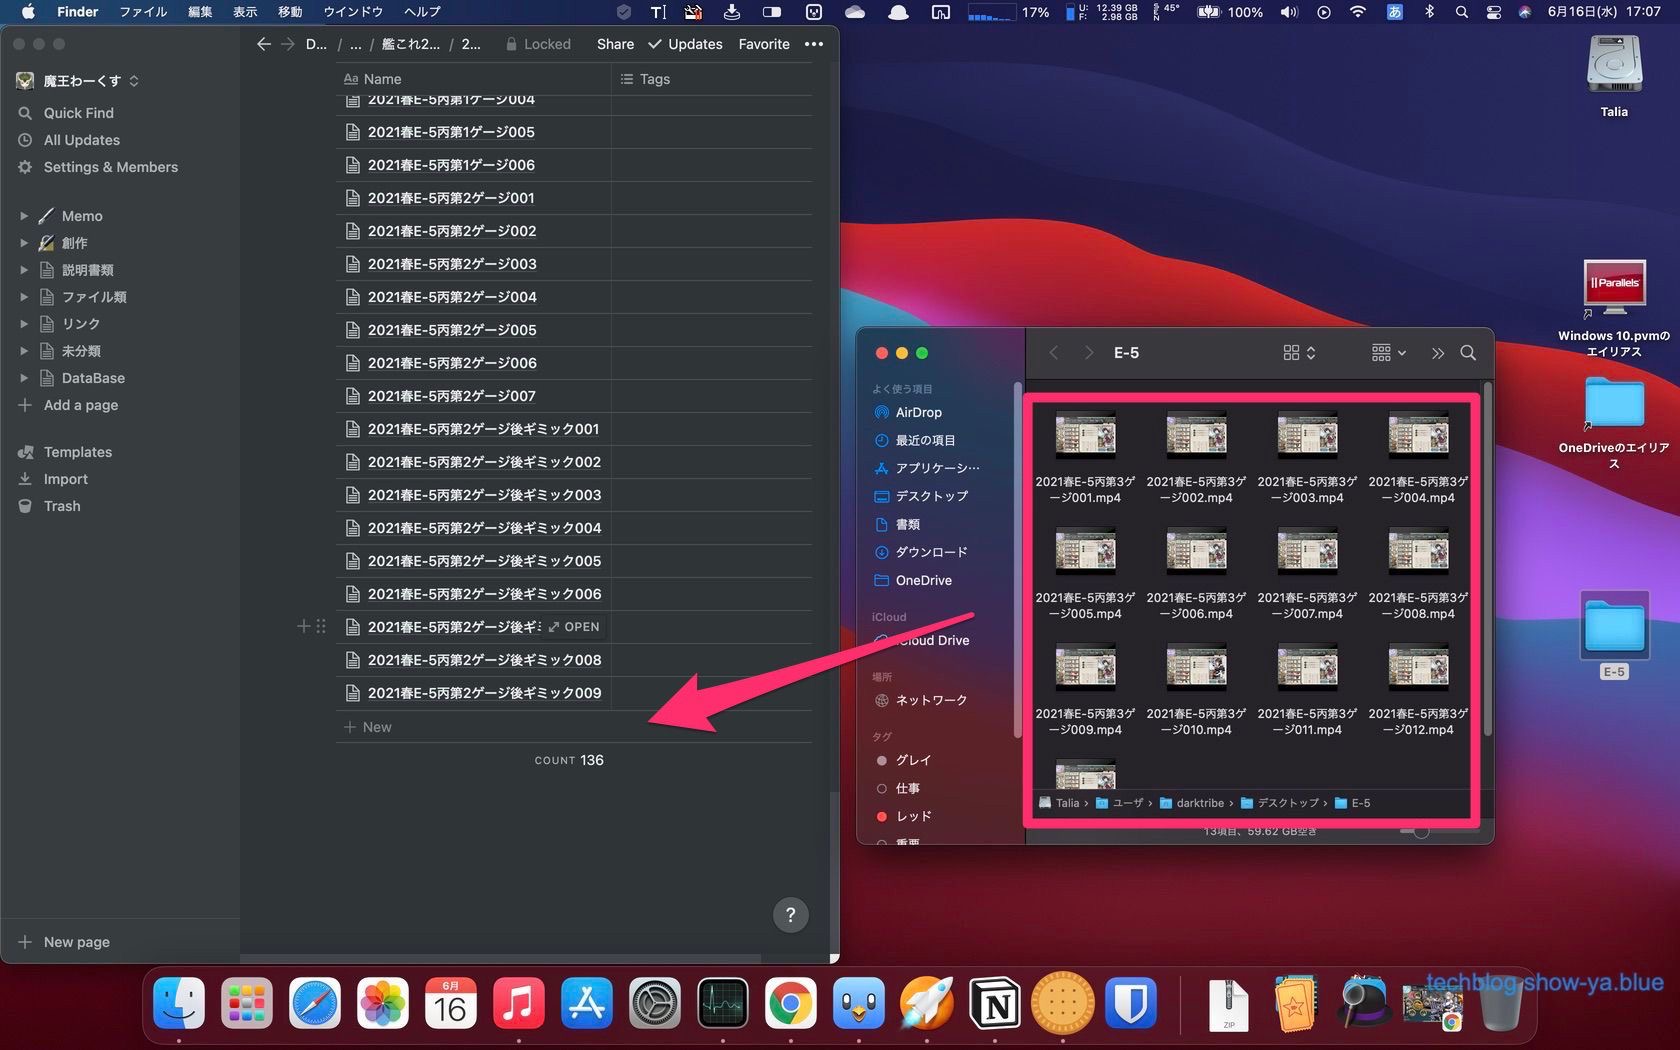 Finder ファイル 編集 表示 移動 ウインドウ ヘルプ
17%
U: 12.39 GB
F: 2.98 GB
45°
100%
あ
6月16日(水) 17:07
D... / ... / 艦これ2... / 2...
Locked
Share
Updates
Favorite
魔王わーくす
Quick Find
All Updates
Settings & Members
Memo
創作
説明書類
ファイル類
リンク
未分類
DataBase
Add a page
Templates
Import
Trash
New page
Aa Name
Tags
2021春E-5丙第1ゲージ004
2021春E-5丙第1ゲージ005
2021春E-5丙第1ゲージ006
2021春E-5丙第2ゲージ001
2021春E-5丙第2ゲージ002
2021春E-5丙第2ゲージ003
2021春E-5丙第2ゲージ004
2021春E-5丙第2ゲージ005
2021春E-5丙第2ゲージ006
2021春E-5丙第2ゲージ007
2021春E-5丙第2ゲージ後ギミック001
2021春E-5丙第2ゲージ後ギミック002
2021春E-5丙第2ゲージ後ギミック003
2021春E-5丙第2ゲージ後ギミック004
2021春E-5丙第2ゲージ後ギミック005
2021春E-5丙第2ゲージ後ギミック006
2021春E-5丙第2ゲージ後ギ
OPEN
2021春E-5丙第2ゲージ後ギミック008
2021春E-5丙第2ゲージ後ギミック009
New
COUNT 136
?
E-5
よく使う項目
AirDrop
最近の項目
アプリケーシ…
デスクトップ
書類
ダウンロード
OneDrive
iCloud
iCloud Drive
場所
ネットワーク
タグ
グレイ
仕事
レッド
重要
2021春E-5丙第3ゲ
ージ001.mp4
2021春E-5丙第3ゲ
ージ002.mp4
2021春E-5丙第3ゲ
ージ003.mp4
2021春E-5丙第3ゲ
ージ004.mp4
2021春E-5丙第3ゲ
ージ005.mp4
2021春E-5丙第3ゲ
ージ006.mp4
2021春E-5丙第3ゲ
ージ007.mp4
2021春E-5丙第3ゲ
ージ008.mp4
2021春E-5丙第3ゲ
ージ009.mp4
2021春E-5丙第3ゲ
ージ010.mp4
2021春E-5丙第3ゲ
ージ011.mp4
2021春E-5丙第3ゲ
ージ012.mp4
Talia › ユーザ › darktribe › デスクトップ › E-5
13項目、59.62 GB空き
Talia
Parallels
Windows 10.pvmの
エイリアス
OneDriveのエイリア
ス
E-5
6月
16
ZIP
techblog-show-ya.blue